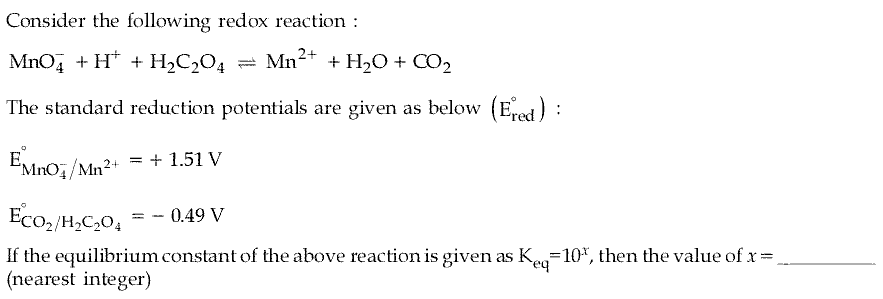 Consider the following redox reaction :
MnO₄⁻ + H⁺ + H₂C₂O₄ ⇌ Mn²⁺ + H₂O + CO₂
The standard reduction potentials are given as below (E°red) :
E°MnO₄⁻/Mn²⁺ = + 1.51 V
E°CO₂/H₂C₂O₄ = − 0.49 V
If the equilibrium constant of the above reaction is given as Keq=10ˣ, then the value of x = ________
(nearest integer)